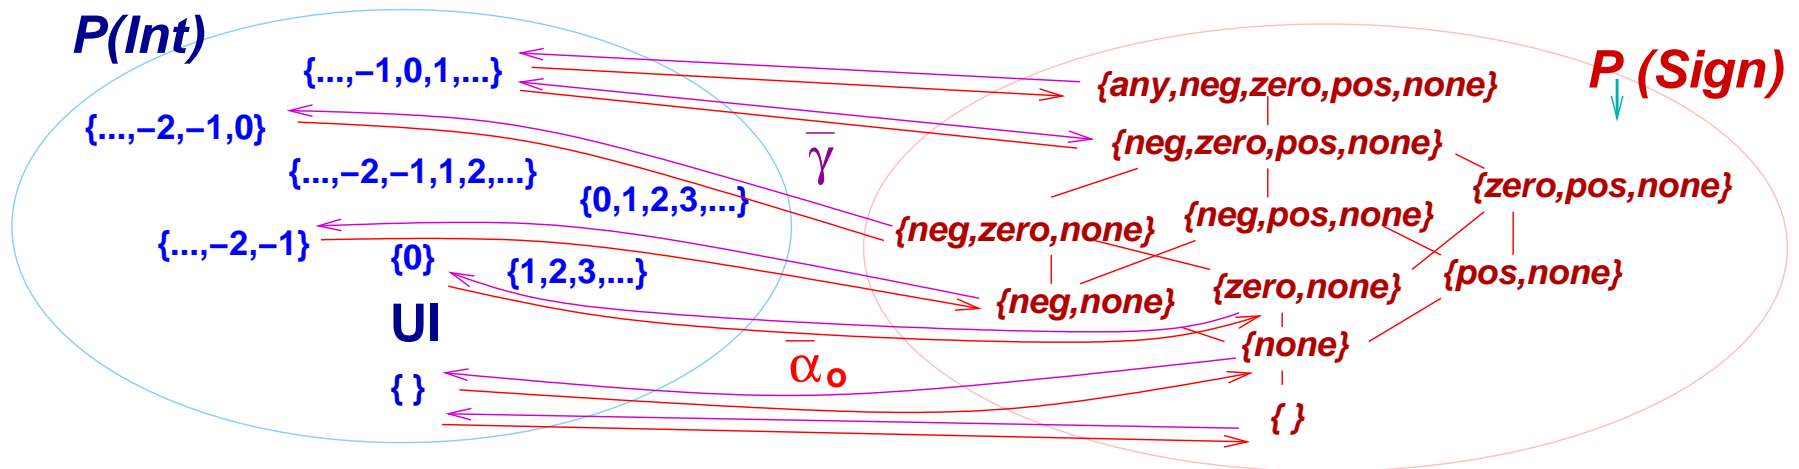 P(Int)
P (Sign)
{...,−1,0,1,...}
{any,neg,zero,pos,none}
{...,−2,−1,0}
{neg,zero,pos,none}
γ̅
{...,−2,−1,1,2,...}
{zero,pos,none}
{0,1,2,3,...}
{neg,pos,none}
{neg,zero,none}
{...,−2,−1}
{0}
{1,2,3,...}
{pos,none}
{zero,none}
{neg,none}
UI
{none}
α̅o
{ }
{ }